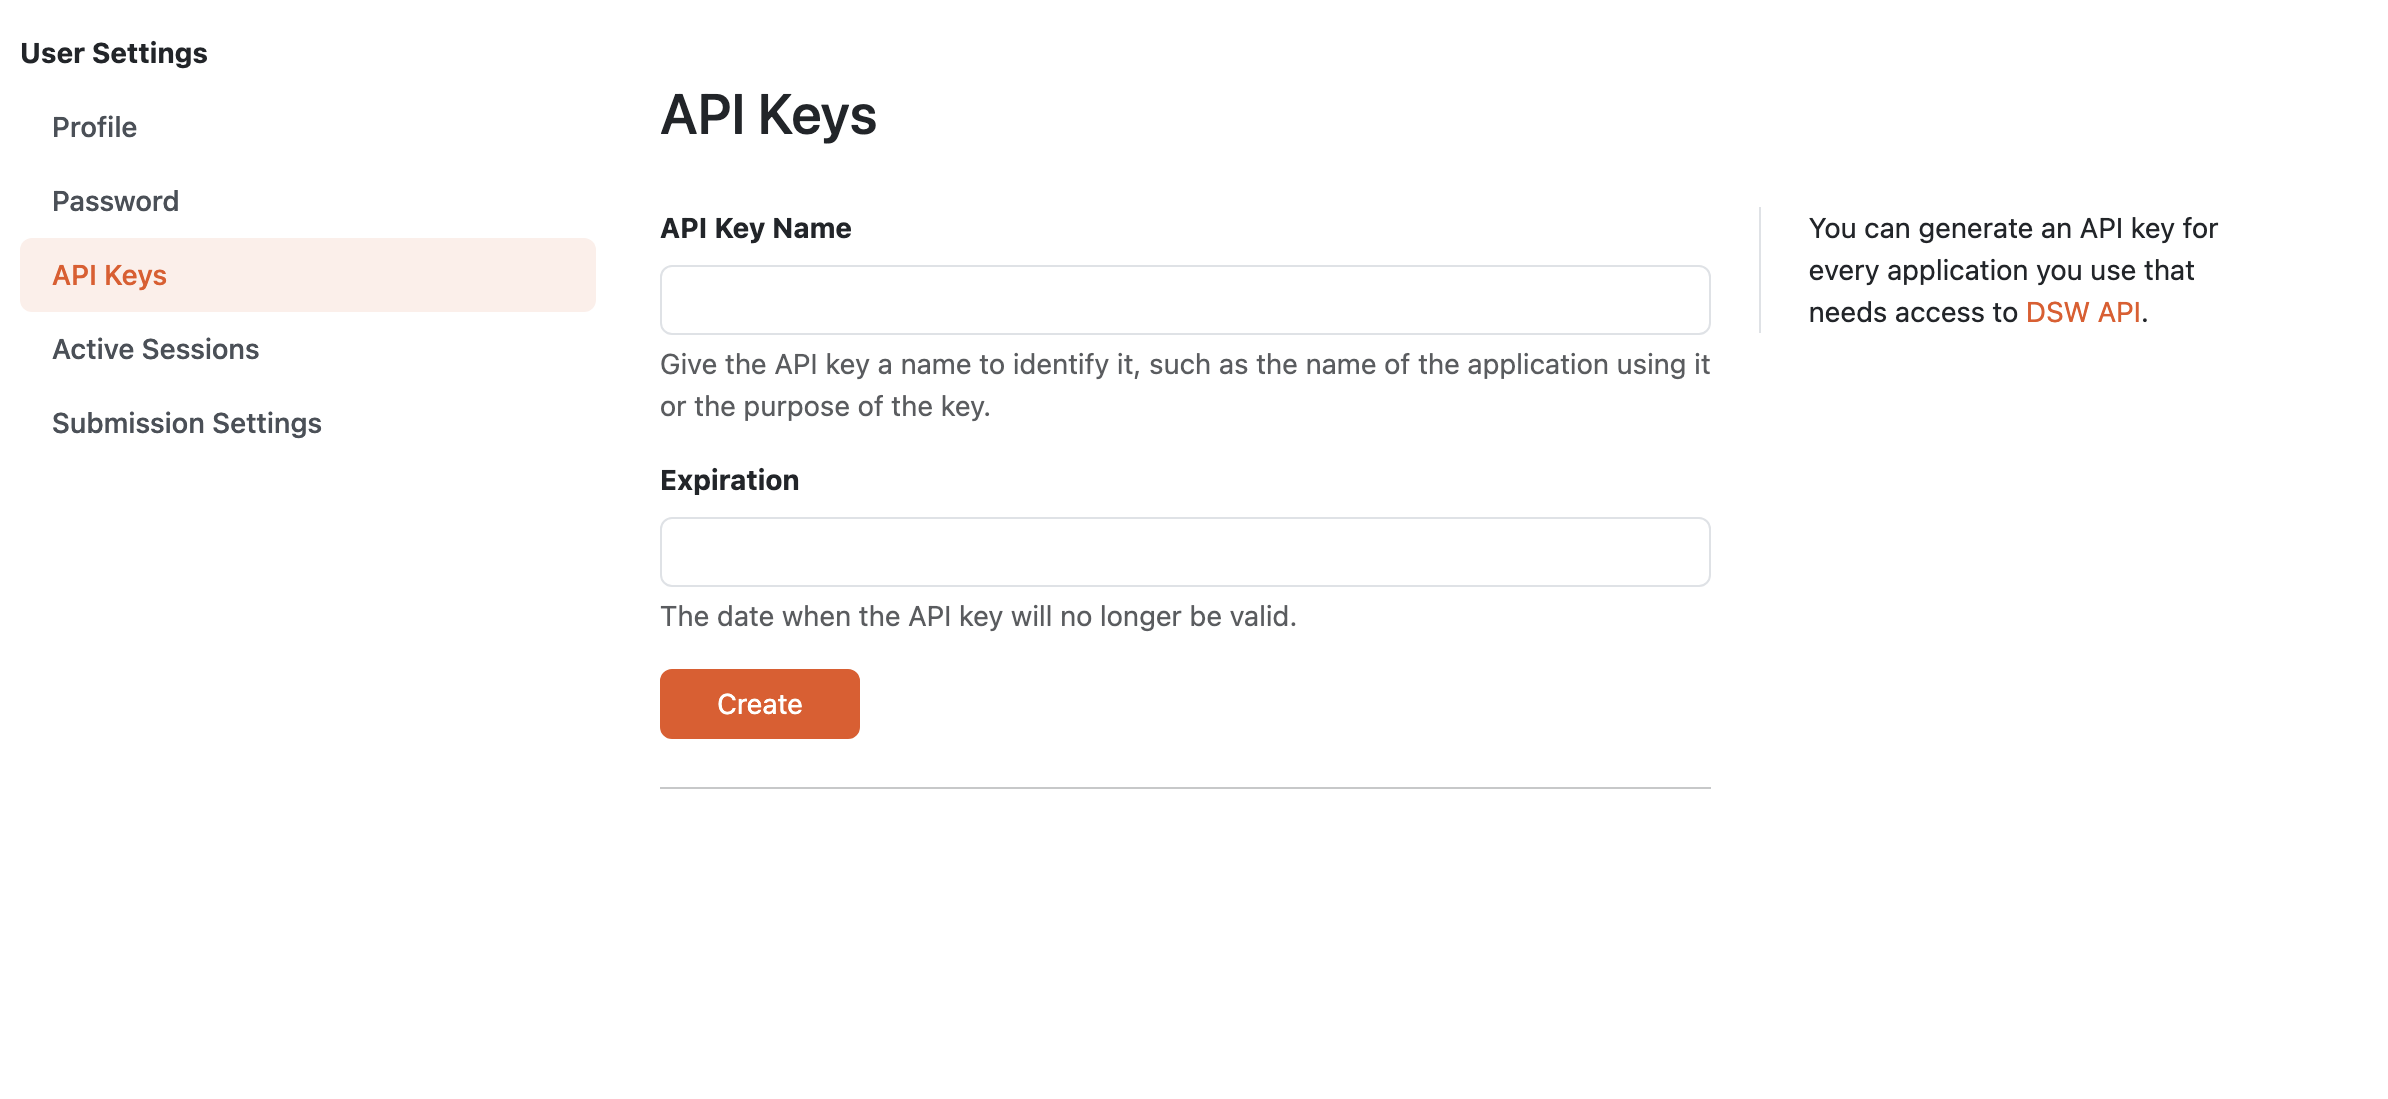 User Settings
Profile
Password
API Keys
Active Sessions
Submission Settings
API Keys
API Key Name
Give the API key a name to identify it, such as the name of the application using it
or the purpose of the key.
Expiration
The date when the API key will no longer be valid.
Create
You can generate an API key for
every application you use that
needs access to DSW API.